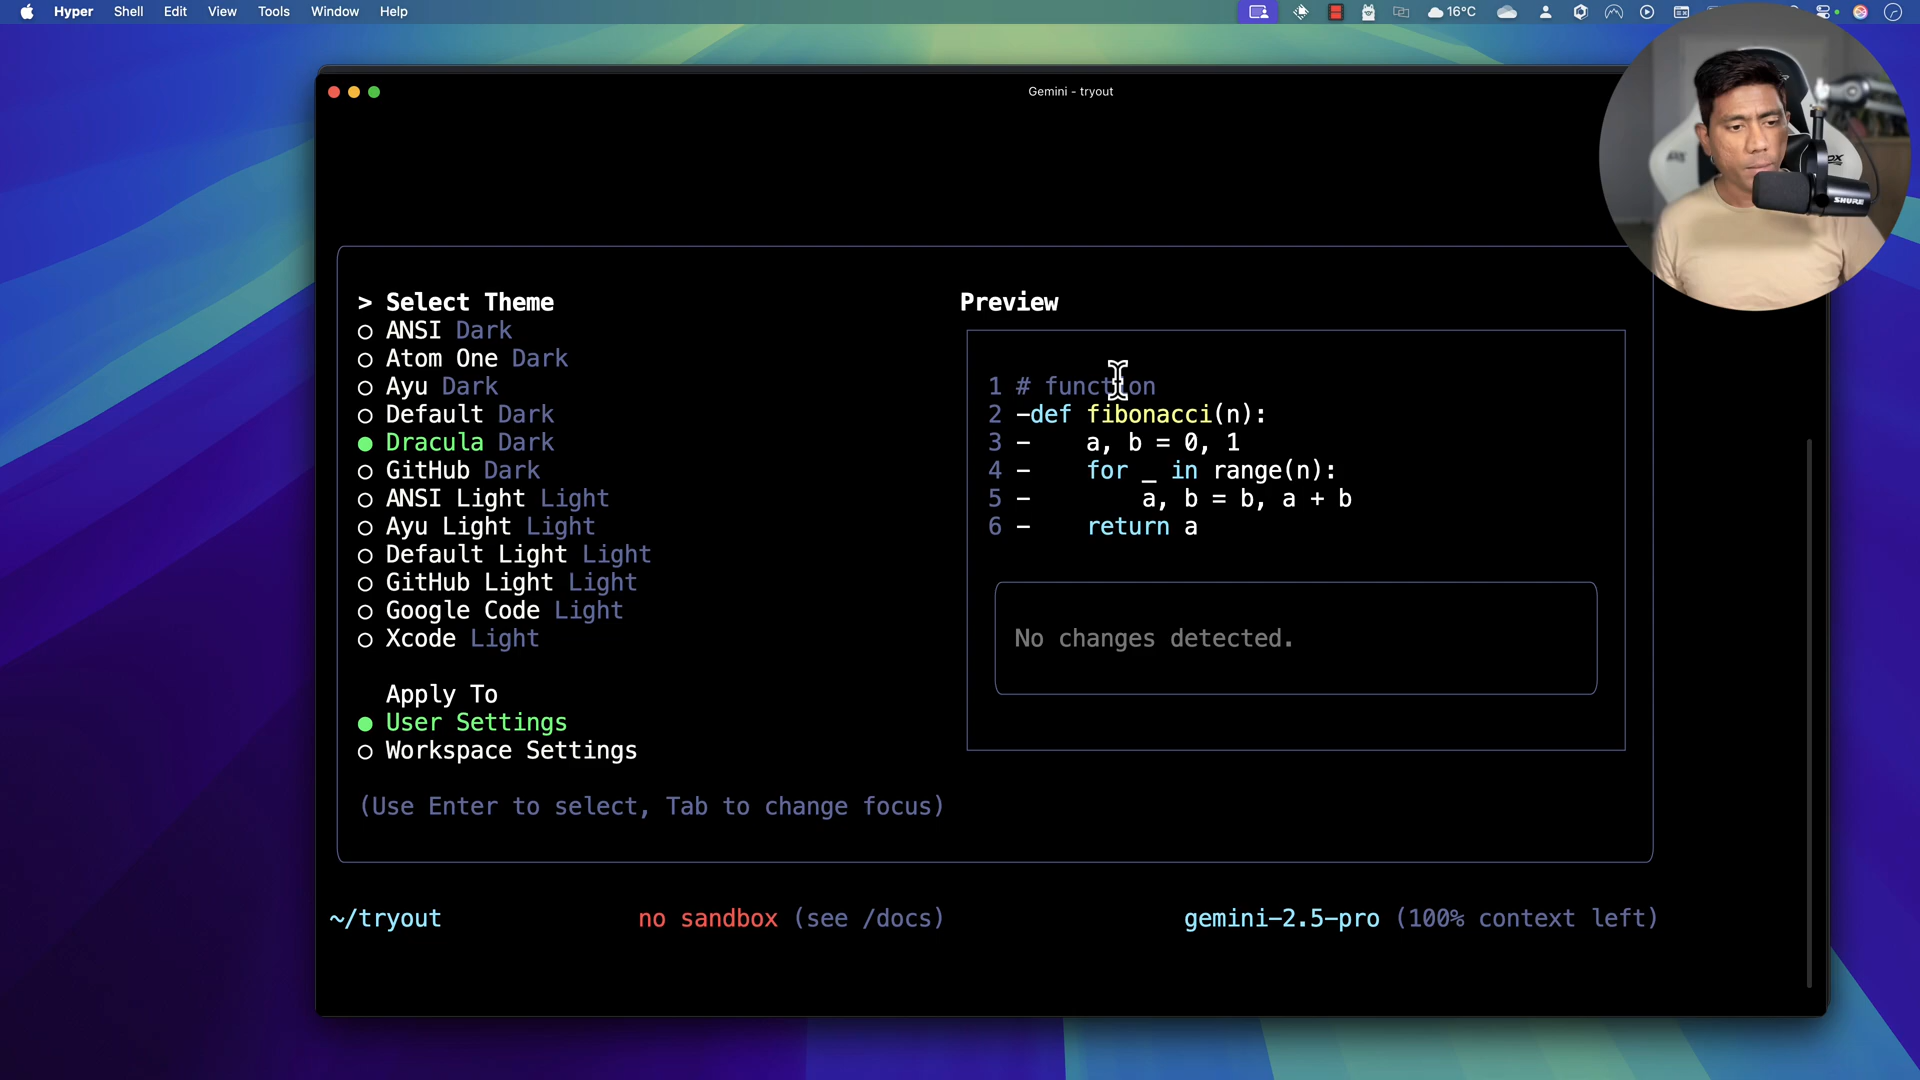 Hyper Shell Edit View Tools Window Help 16°C
Gemini - tryout
> Select Theme
ANSI Dark
Atom One Dark
Ayu Dark
Default Dark
Dracula Dark
GitHub Dark
ANSI Light Light
Ayu Light Light
Default Light Light
GitHub Light Light
Google Code Light
Xcode Light
Apply To
User Settings
Workspace Settings
(Use Enter to select, Tab to change focus)
Preview
1 # function
2 -def fibonacci(n):
3 -    a, b = 0, 1
4 -    for _ in range(n):
5 -        a, b = b, a + b
6 -    return a
No changes detected.
~/tryout no sandbox (see /docs) gemini-2.5-pro (100% context left)
SHURE